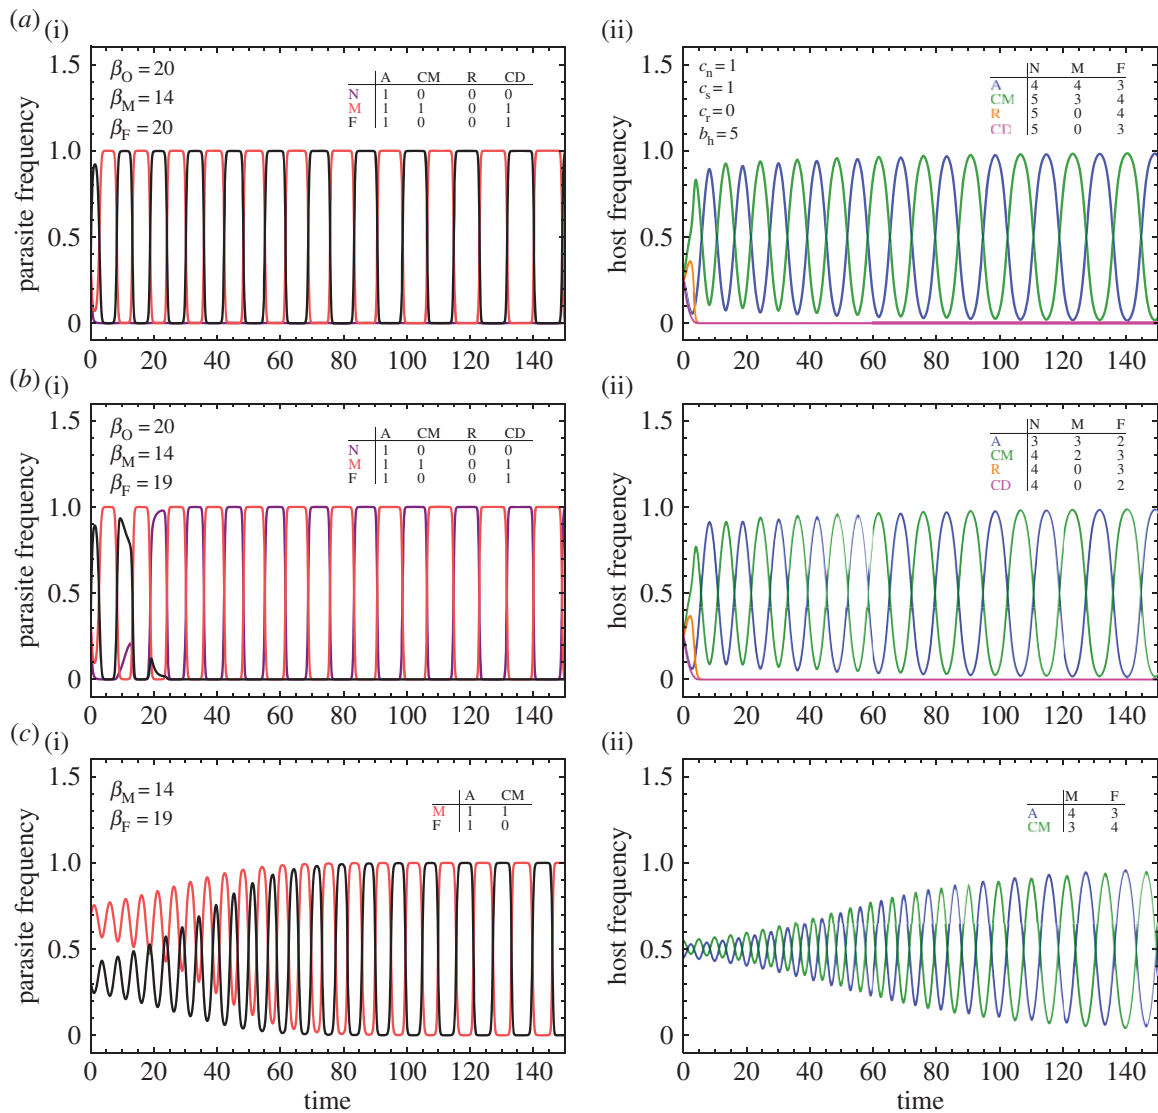 (a) (i)
1.5
1.0
0.5
0
parasite frequency
β_O = 20
β_M = 14
β_F = 20
A CM R CD
N 1 0 0 0
M 1 1 0 1
F 1 0 0 1
0 20 40 60 80 100 120 140
(ii)
1.5
1.0
0.5
0
host frequency
c_n = 1
c_s = 1
c_r = 0
b_h = 5
N M F
A 4 4 3
CM 5 3 4
R 5 0 4
CD 5 0 3
0 20 40 60 80 100 120 140
(b) (i)
1.5
1.0
0.5
0
parasite frequency
β_O = 20
β_M = 14
β_F = 19
A CM R CD
N 1 0 0 0
M 1 1 0 1
F 1 0 0 1
0 20 40 60 80 100 120 140
(ii)
1.5
1.0
0.5
0
host frequency
N M F
A 3 3 2
CM 4 2 3
R 4 0 3
CD 4 0 2
0 20 40 60 80 100 120 140
(c) (i)
1.5
1.0
0.5
0
parasite frequency
β_M = 14
β_F = 19
A CM
M 1 1
F 1 0
0 20 40 60 80 100 120 140
time
(ii)
1.5
1.0
0.5
0
host frequency
M F
A 4 3
CM 3 4
0 20 40 60 80 100 120 140
time